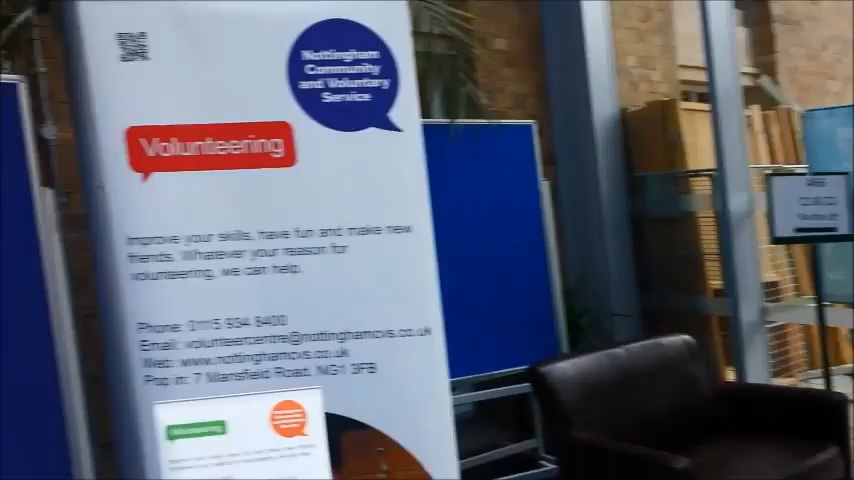 Nottingham
Community
and Voluntary
Service
Volunteering
Improve your skills, have fun and make new
friends. Whatever your reason for
volunteering, we can help.
Phone: 0115 934 8400
Email: volunteercentre@nottinghamcvs.co.uk
Web: www.nottinghamcvs.co.uk
Pop in: 7 Mansfield Road, NG1 3FB
Volunteering